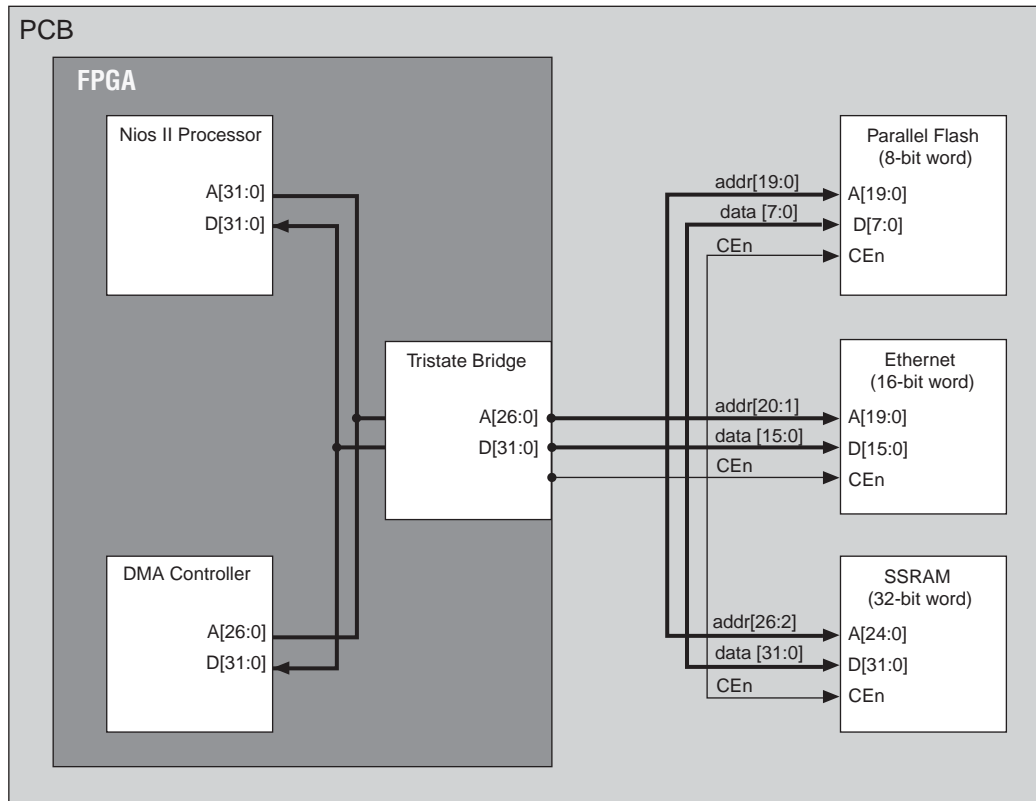 PCB
FPGA
Nios II Processor
A[31:0]
D[31:0]
Tristate Bridge
A[26:0]
D[31:0]
DMA Controller
A[26:0]
D[31:0]
addr[19:0]
data [7:0]
CEn
Parallel Flash
(8-bit word)
A[19:0]
D[7:0]
CEn
addr[20:1]
data [15:0]
CEn
Ethernet
(16-bit word)
A[19:0]
D[15:0]
CEn
addr[26:2]
data [31:0]
CEn
SSRAM
(32-bit word)
A[24:0]
D[31:0]
CEn